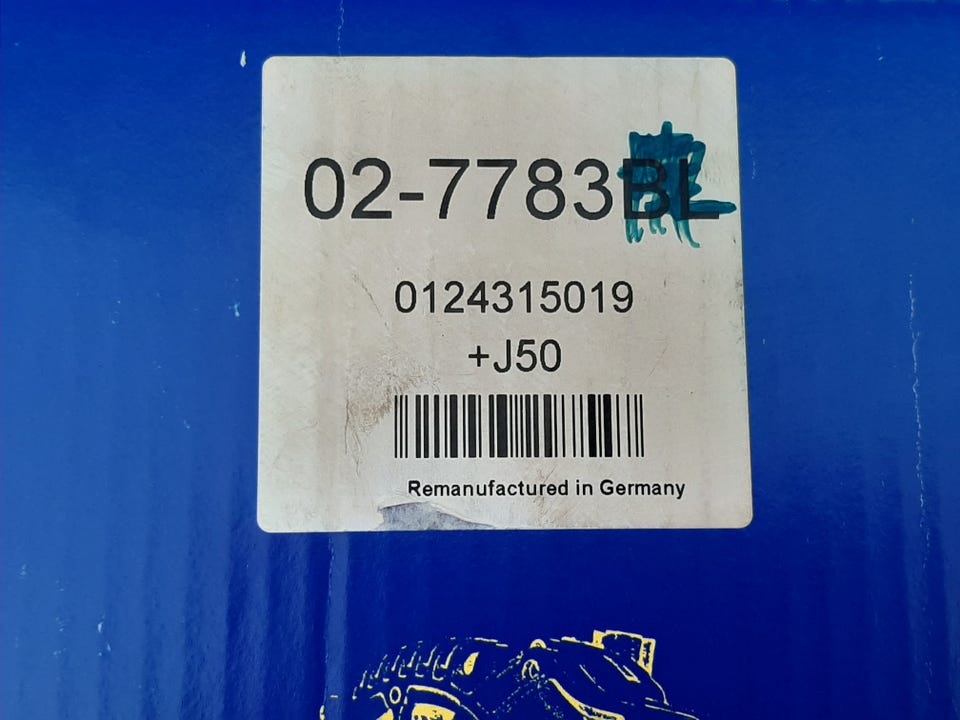 02-7783BL
0124315019
+J50
Remanufactured in Germany